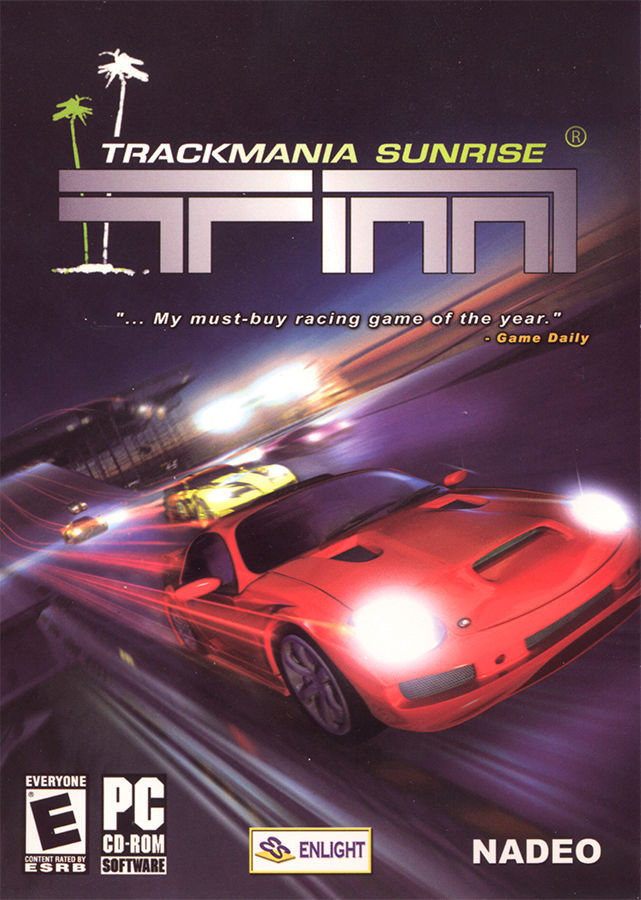 TRACKMANIA SUNRISE ®
TM
"... My must-buy racing game of the year."
- Game Daily
EVERYONE
E
®
CONTENT RATED BY
ESRB
PC
CD-ROM
SOFTWARE
ENLIGHT
NADEO